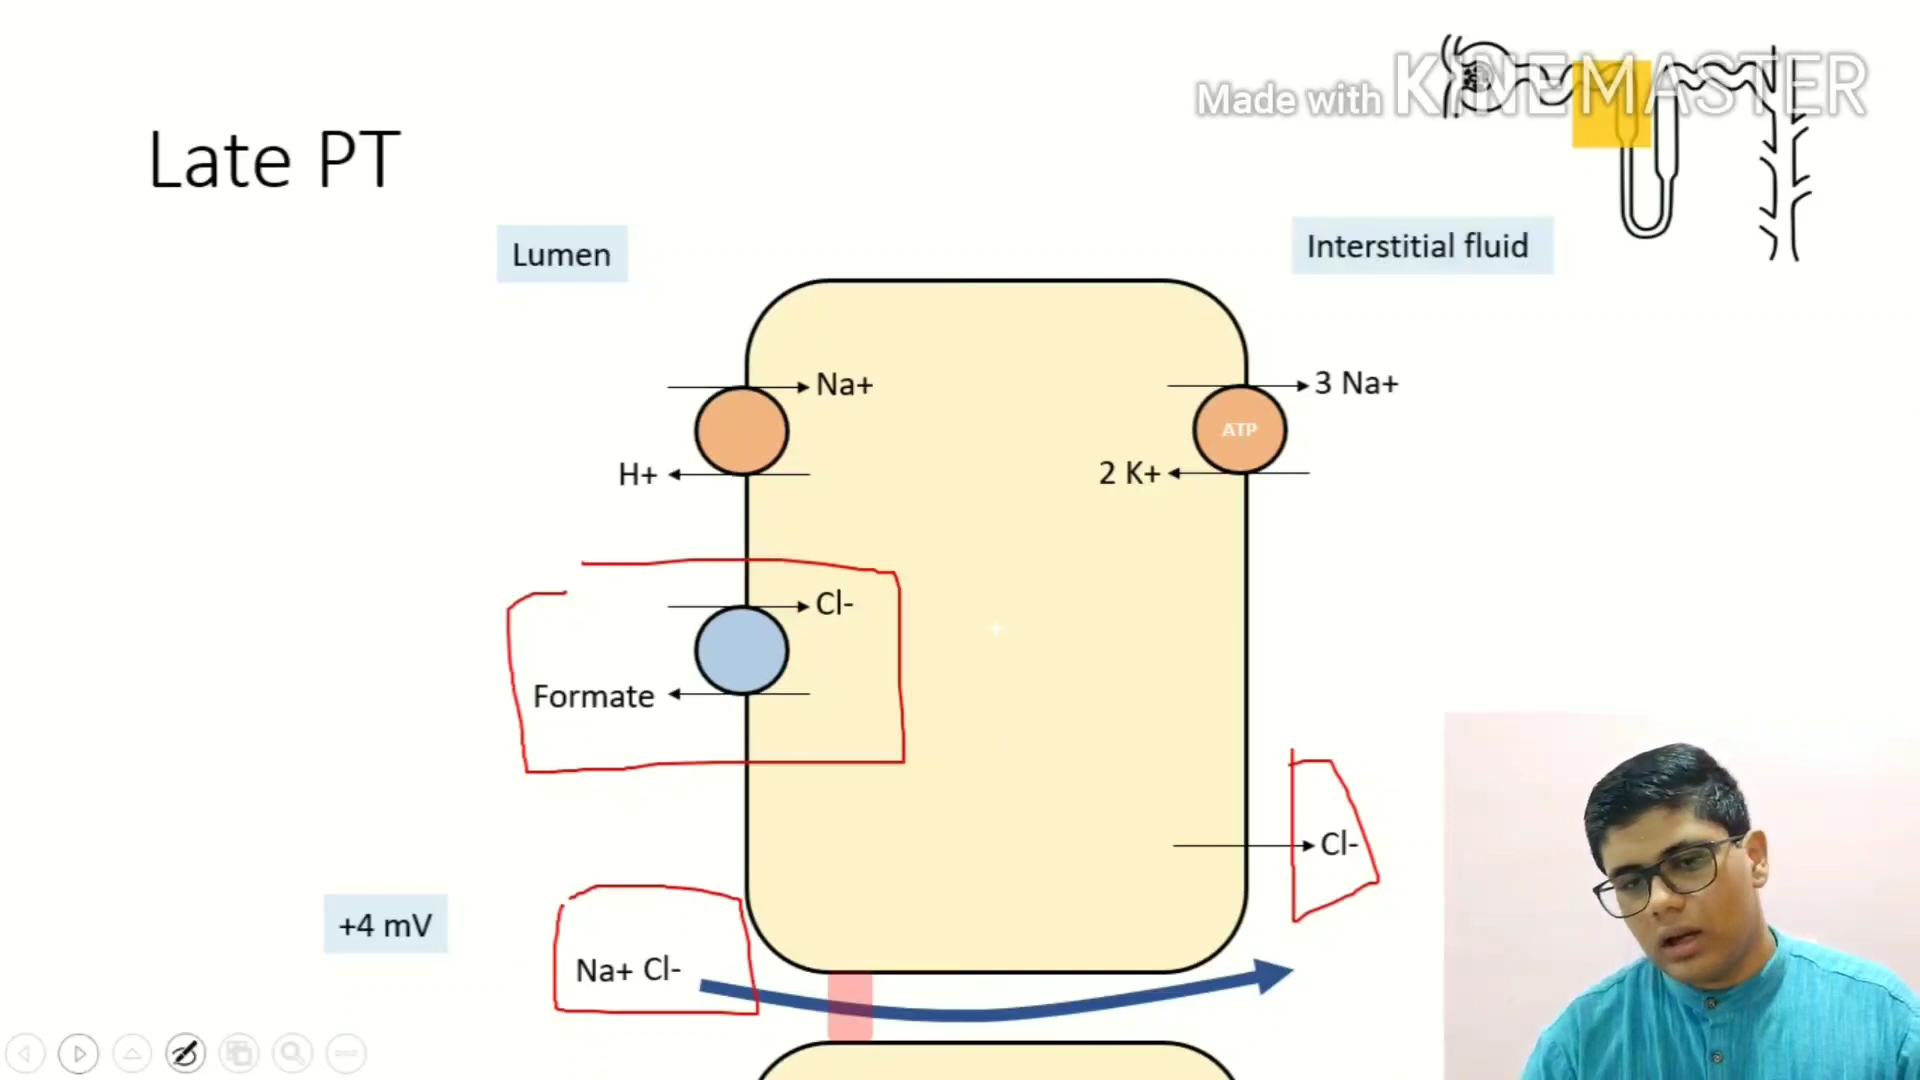 Made with KINEMASTER
Late PT
Lumen
Interstitial fluid
Na+
3 Na+
ATP
H+
2 K+
Cl-
Formate
Cl-
+4 mV
Na+ Cl-